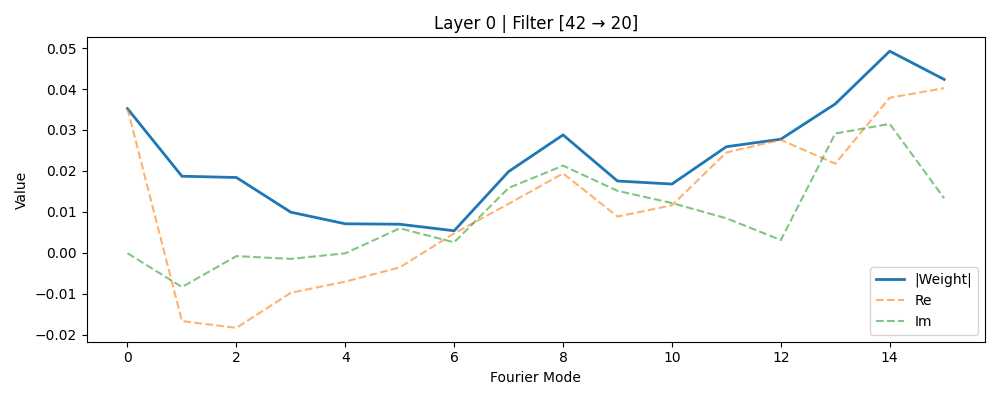 Layer 0 | Filter [42 → 20]
Value
0.05
0.04
0.03
0.02
0.01
0.00
−0.01
−0.02
0 2 4 6 8 10 12 14
Fourier Mode
|Weight|
Re
Im